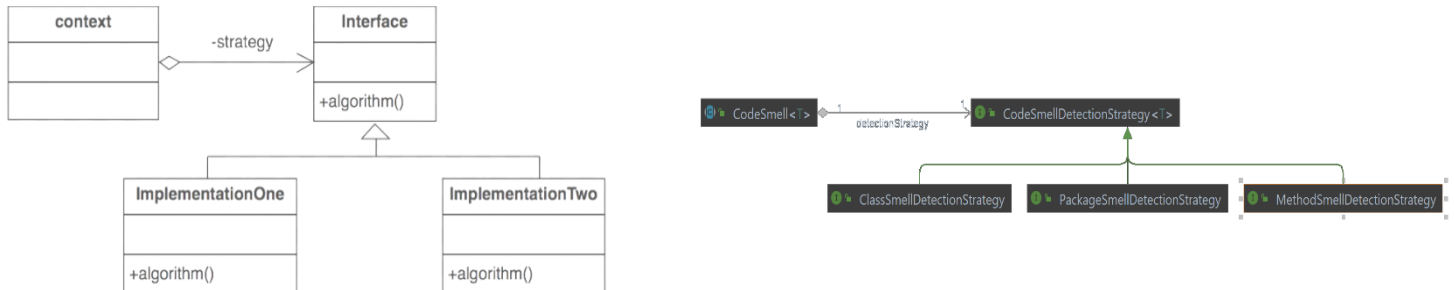 context
Interface
-strategy
+algorithm()
ImplementationOne
ImplementationTwo
+algorithm()
+algorithm()
CodeSmell<T>
1
1
CodeSmellDetectionStrategy<T>
detectionStrategy
ClassSmellDetectionStrategy
PackageSmellDetectionStrategy
MethodSmellDetectionStrategy